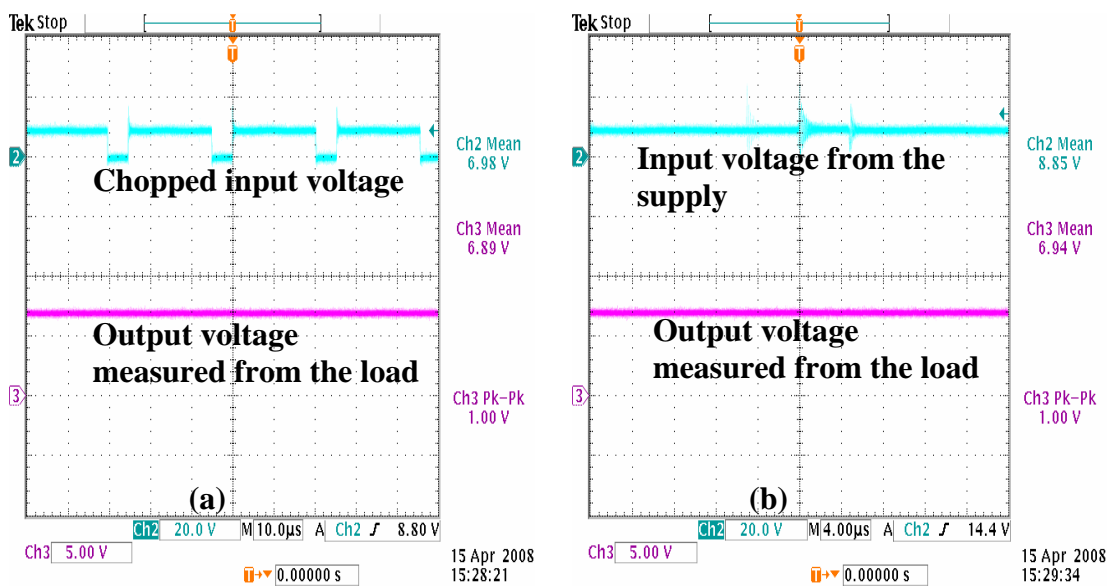 Tek Stop
T
T
2
Chopped input voltage
Ch2 Mean
6.98 V
Ch3 Mean
6.89 V
Output voltage
measured from the load
3
Ch3 Pk-Pk
1.00 V
(a)
Ch2 20.0 V M 10.0µs A Ch2 ʃ 8.80 V
Ch3 5.00 V
15 Apr 2008
15:28:21
T→▼ 0.00000 s
Tek Stop
T
T
2
Input voltage from the
supply
Ch2 Mean
8.85 V
Ch3 Mean
6.94 V
Output voltage
measured from the load
3
Ch3 Pk-Pk
1.00 V
(b)
Ch2 20.0 V M 4.00µs A Ch2 ʃ 14.4 V
Ch3 5.00 V
15 Apr 2008
15:29:34
T→▼ 0.00000 s